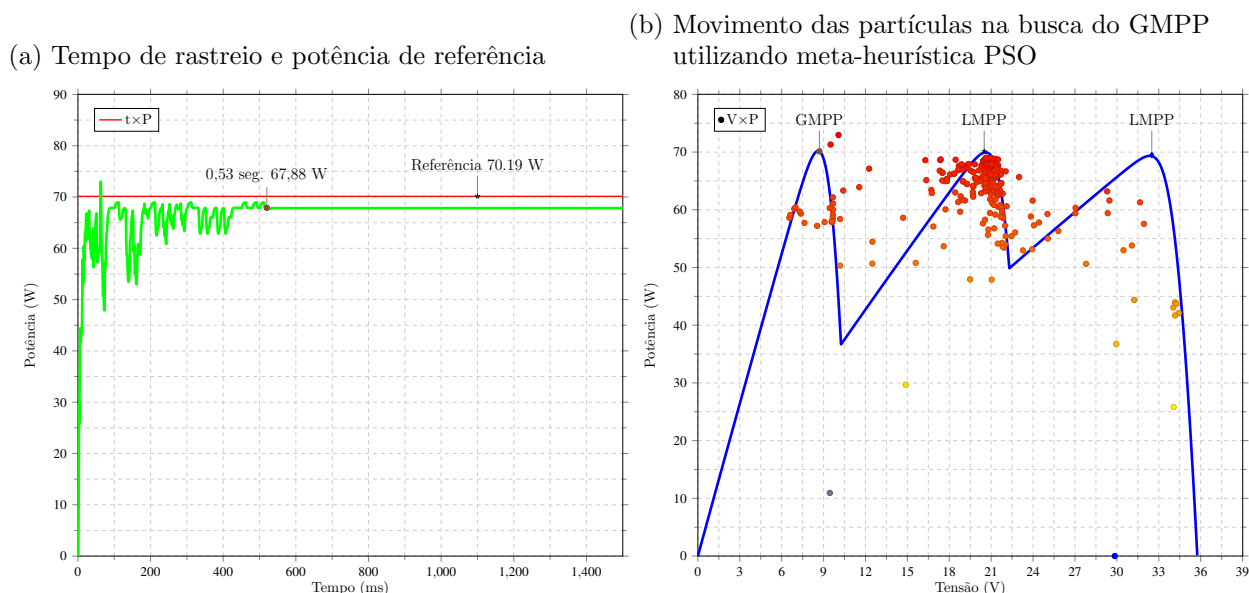 (a) Tempo de rastreio e potência de referência
90
80
70
60
50
40
30
20
10
0
Potência (W)
t×P
0,53 seg. 67,88 W
Referência 70.19 W
0
200
400
600
800
1,000
1,200
1,400
Tempo (ms)
(b) Movimento das partículas na busca do GMPP
utilizando meta-heurística PSO
80
70
60
50
40
30
20
10
0
Potência (W)
V×P
GMPP
LMPP
LMPP
0
3
6
9
12
15
18
21
24
27
30
33
36
39
Tensão (V)